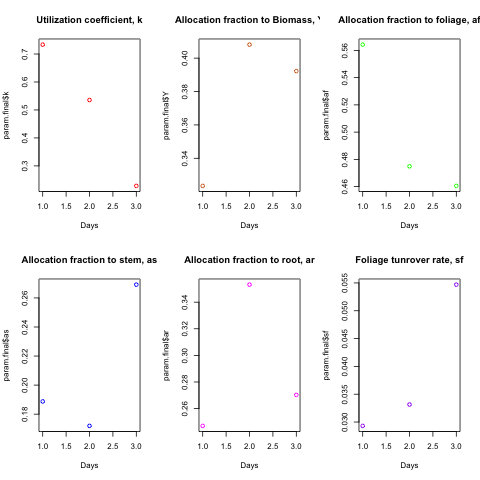 Utilization coefficient, k
param.final$k
0.3 0.4 0.5 0.6 0.7
1.0 1.5 2.0 2.5 3.0
Days
Allocation fraction to Biomass,
param.final$Y
0.34 0.36 0.38 0.40
1.0 1.5 2.0 2.5 3.0
Days
Allocation fraction to foliage, af
param.final$af
0.46 0.48 0.50 0.52 0.54 0.56
1.0 1.5 2.0 2.5 3.0
Days
Allocation fraction to stem, as
param.final$as
0.18 0.20 0.22 0.24 0.26
1.0 1.5 2.0 2.5 3.0
Days
Allocation fraction to root, ar
param.final$ar
0.26 0.28 0.30 0.32 0.34
1.0 1.5 2.0 2.5 3.0
Days
Foliage tunrover rate, sf
param.final$sf
0.030 0.035 0.040 0.045 0.050 0.055
1.0 1.5 2.0 2.5 3.0
Days